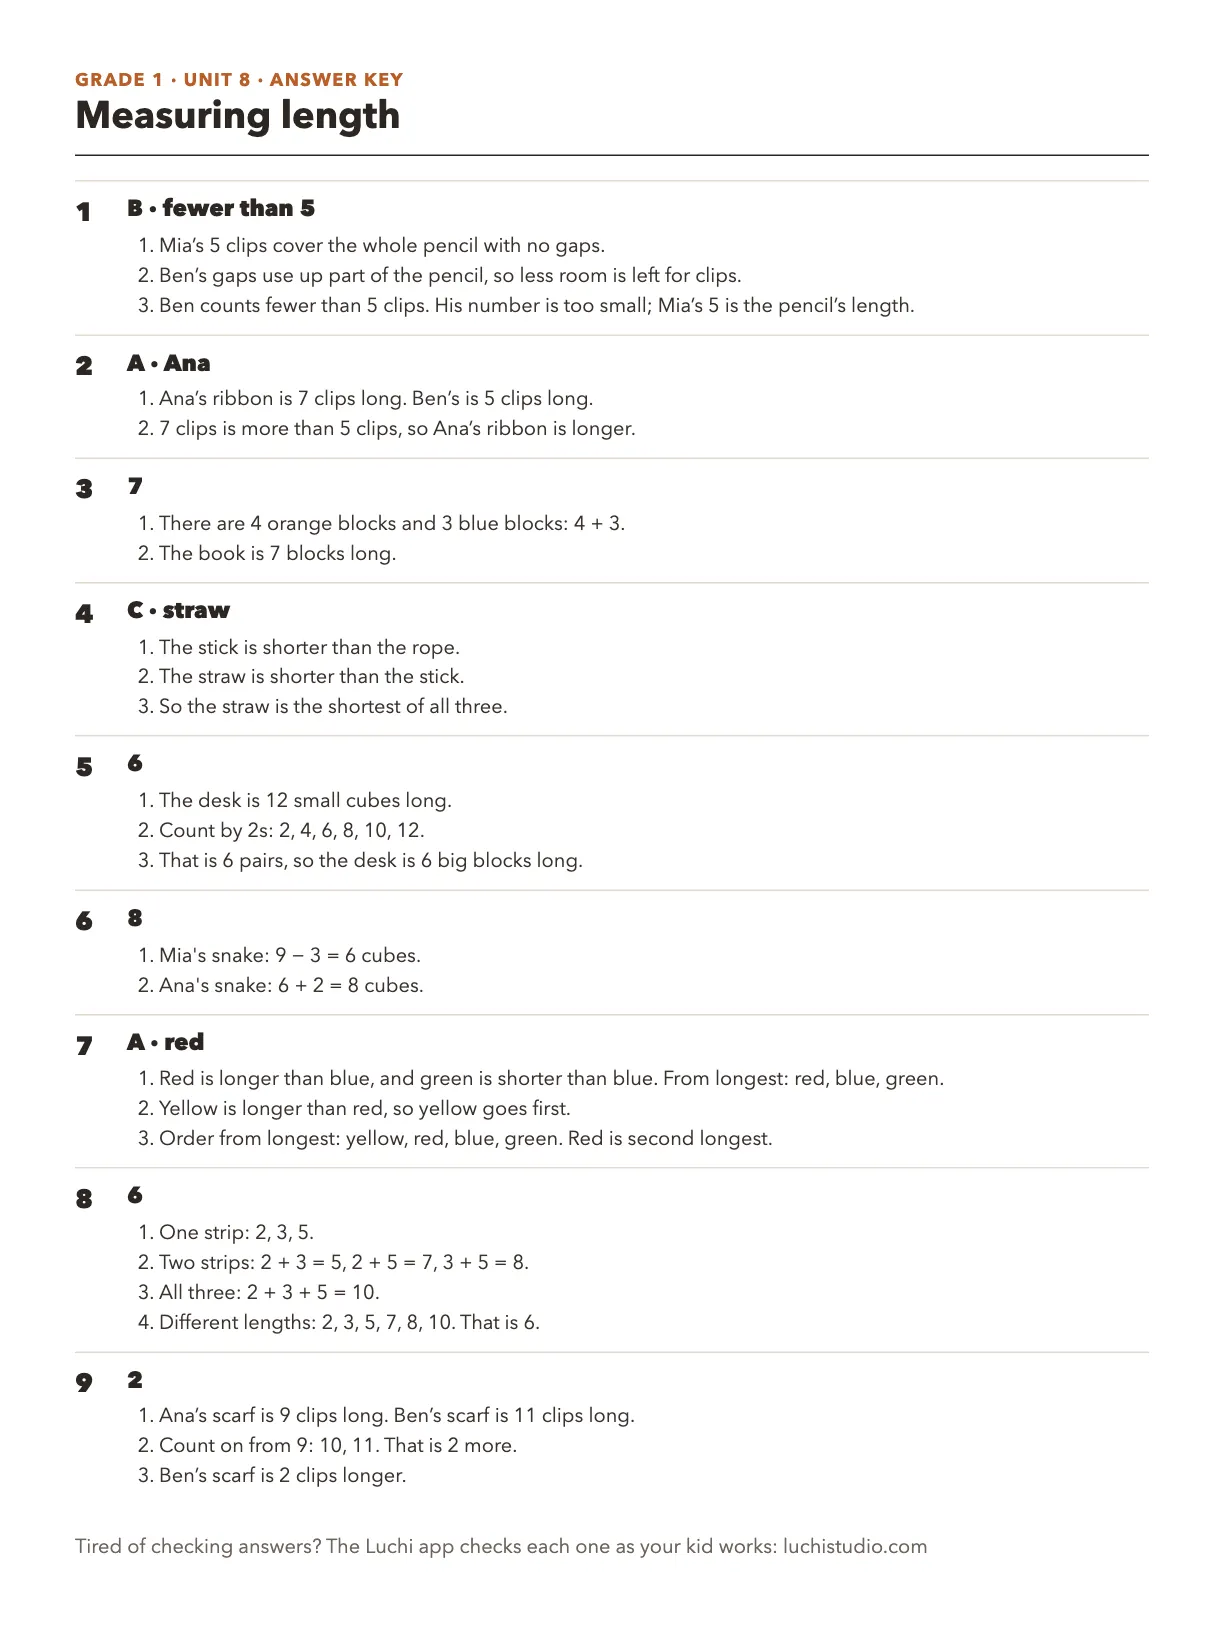 GRADE 1 · UNIT 8 · ANSWER KEY
Measuring length
1 B · fewer than 5
1. Mia’s 5 clips cover the whole pencil with no gaps.
2. Ben’s gaps use up part of the pencil, so less room is left for clips.
3. Ben counts fewer than 5 clips. His number is too small; Mia’s 5 is the pencil’s length.
2 A · Ana
1. Ana’s ribbon is 7 clips long. Ben’s is 5 clips long.
2. 7 clips is more than 5 clips, so Ana’s ribbon is longer.
3 7
1. There are 4 orange blocks and 3 blue blocks: 4 + 3.
2. The book is 7 blocks long.
4 C · straw
1. The stick is shorter than the rope.
2. The straw is shorter than the stick.
3. So the straw is the shortest of all three.
5 6
1. The desk is 12 small cubes long.
2. Count by 2s: 2, 4, 6, 8, 10, 12.
3. That is 6 pairs, so the desk is 6 big blocks long.
6 8
1. Mia's snake: 9 − 3 = 6 cubes.
2. Ana's snake: 6 + 2 = 8 cubes.
7 A · red
1. Red is longer than blue, and green is shorter than blue. From longest: red, blue, green.
2. Yellow is longer than red, so yellow goes first.
3. Order from longest: yellow, red, blue, green. Red is second longest.
8 6
1. One strip: 2, 3, 5.
2. Two strips: 2 + 3 = 5, 2 + 5 = 7, 3 + 5 = 8.
3. All three: 2 + 3 + 5 = 10.
4. Different lengths: 2, 3, 5, 7, 8, 10. That is 6.
9 2
1. Ana’s scarf is 9 clips long. Ben’s scarf is 11 clips long.
2. Count on from 9: 10, 11. That is 2 more.
3. Ben’s scarf is 2 clips longer.
Tired of checking answers? The Luchi app checks each one as your kid works: luchistudio.com